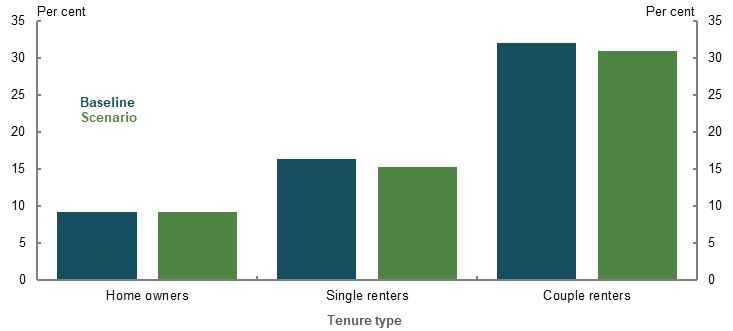 Per cent Per cent
35 35
30 30
25 25
20 20
15 15
10 10
5 5
0 0
Baseline
Scenario
Home owners Single renters Couple renters
Tenure type